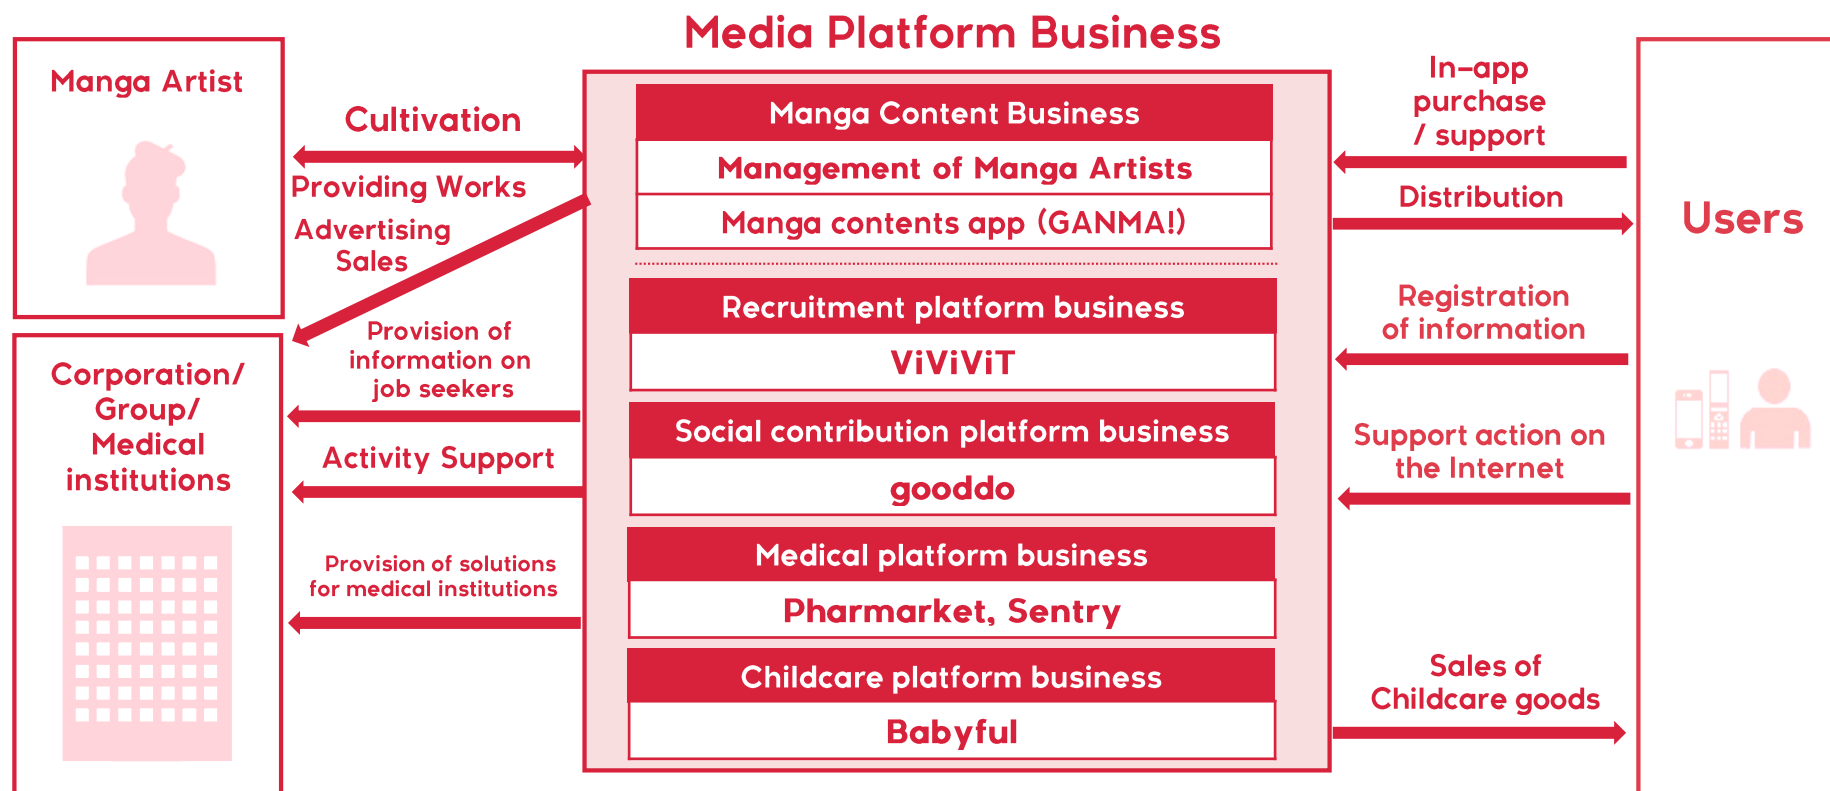 Media Platform Business
Manga Artist
Cultivation
Providing Works
Advertising
Sales
Corporation/
Group/
Medical
institutions
Provision of
information on
job seekers
Activity Support
Provision of solutions
for medical institutions
Manga Content Business
Management of Manga Artists
Manga contents app (GANMA!)
Recruitment platform business
ViViViT
Social contribution platform business
gooddo
Medical platform business
Pharmarket, Sentry
Childcare platform business
Babyful
In-app
purchase
/ support
Distribution
Registration
of information
Support action on
the Internet
Sales of
Childcare goods
Users